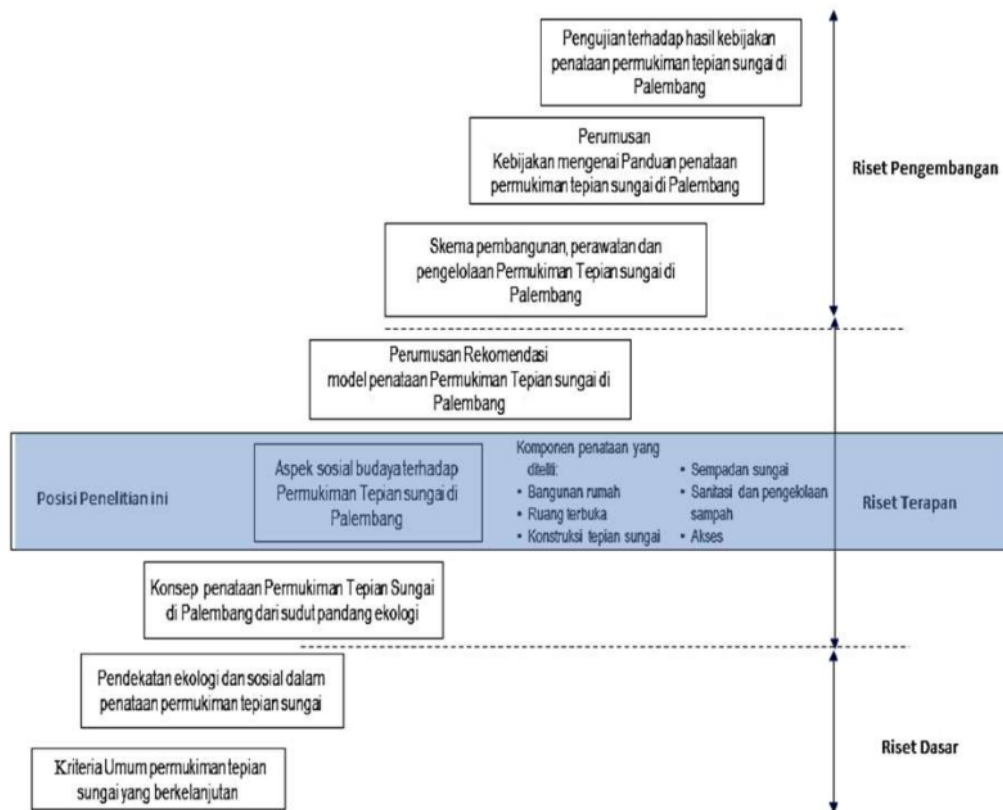 Pengujian terhadap hasil kebijakan
penataan permukiman tepian sungai di
Palembang
Perumusan
Kebijakan mengenai Panduan penataan
permukiman tepian sungai di Palembang
Riset Pengembangan
Skema pembangunan, perawatan dan
pengelolaan Permukiman Tepian sungai di
Palembang
Perumusan Rekomendasi
model penataan Permukiman Tepian sungai di
Palembang
Posisi Penelitian ini
Aspek sosial budaya terhadap
Permukiman Tepian sungai di
Palembang
Komponen penataan yang
diteliti:
▪ Bangunan rumah
▪ Ruang terbuka
▪ Konstruksi tepian sungai
▪ Sempadan sungai
▪ Sanitasi dan pengelolaan
sampah
▪ Akses
Riset Terapan
Konsep penataan Permukiman Tepian Sungai
di Palembang dari sudut pandang ekologi
Pendekatan ekologi dan sosial dalam
penataan permukiman tepian sungai
Riset Dasar
Kriteria Umum permukiman tepian
sungai yang berkelanjutan